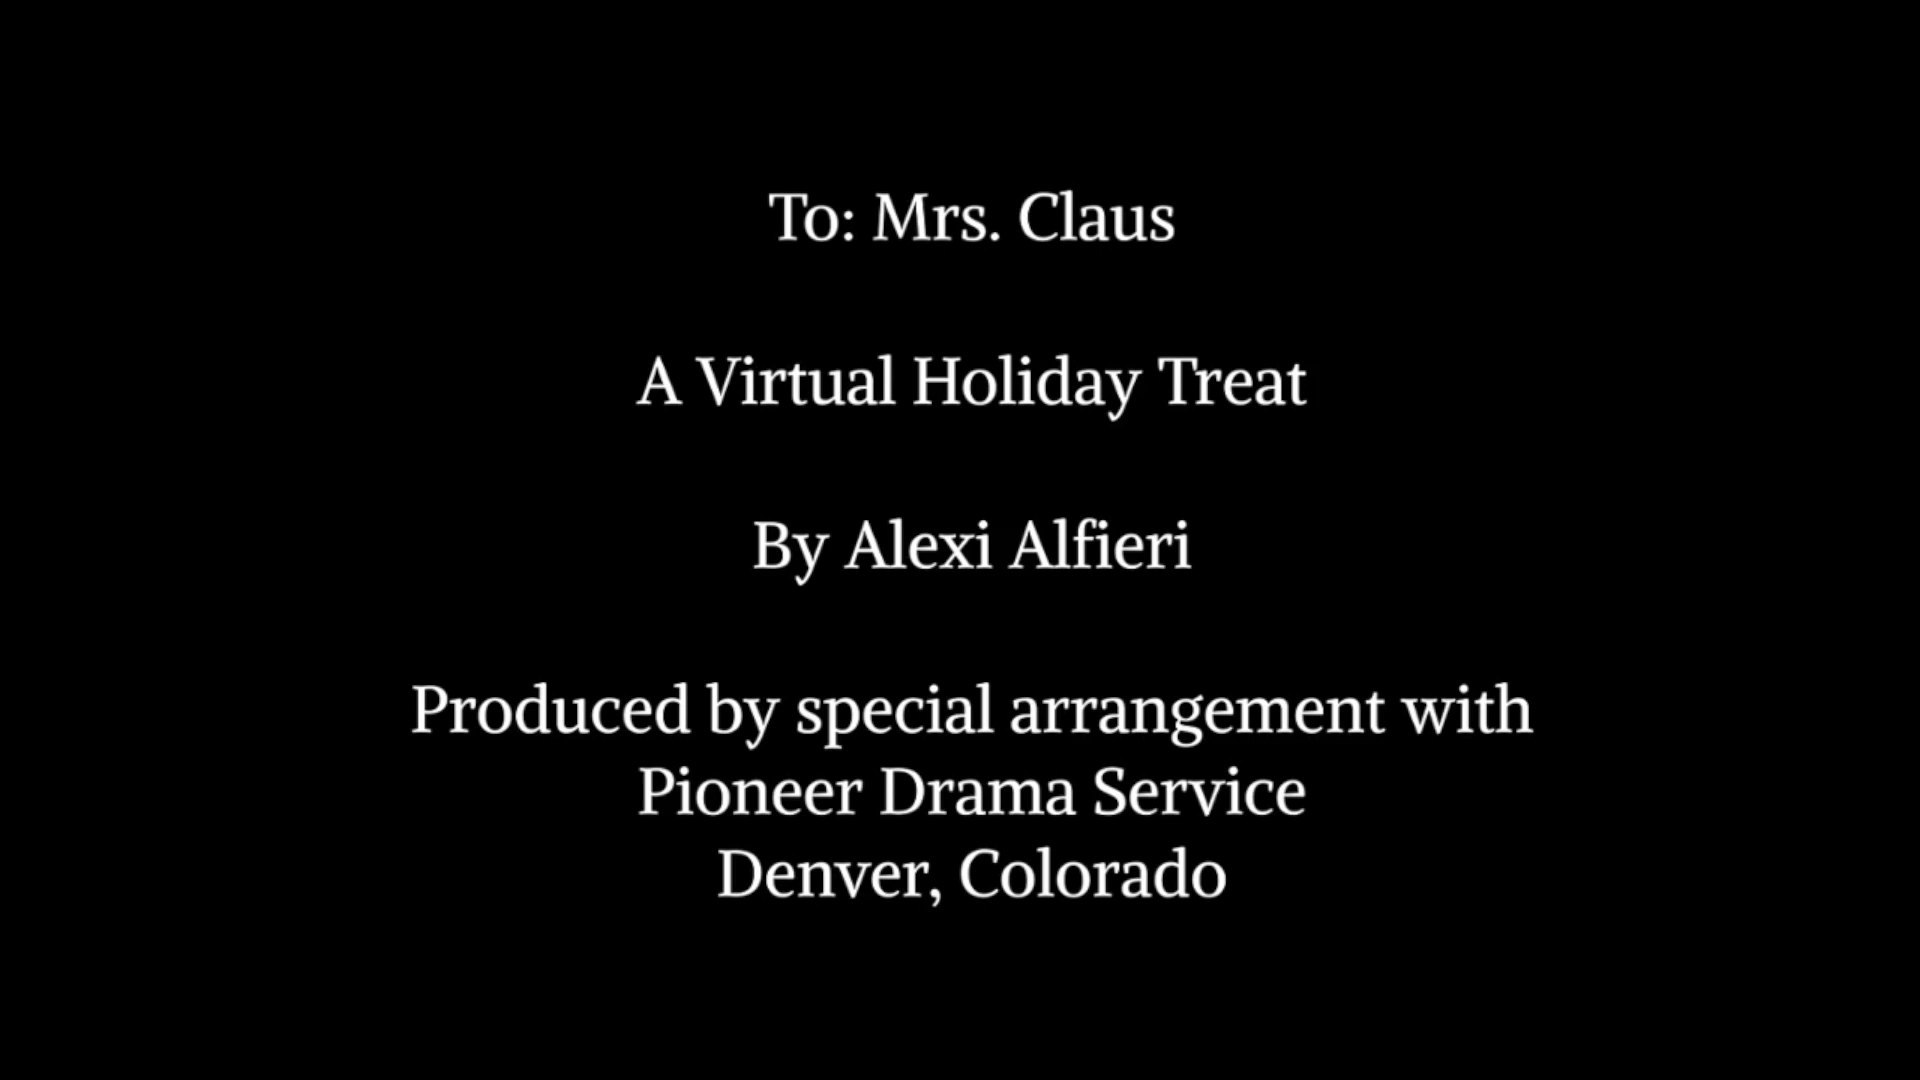 To: Mrs. Claus
A Virtual Holiday Treat
By Alexi Alfieri
Produced by special arrangement with
Pioneer Drama Service
Denver, Colorado